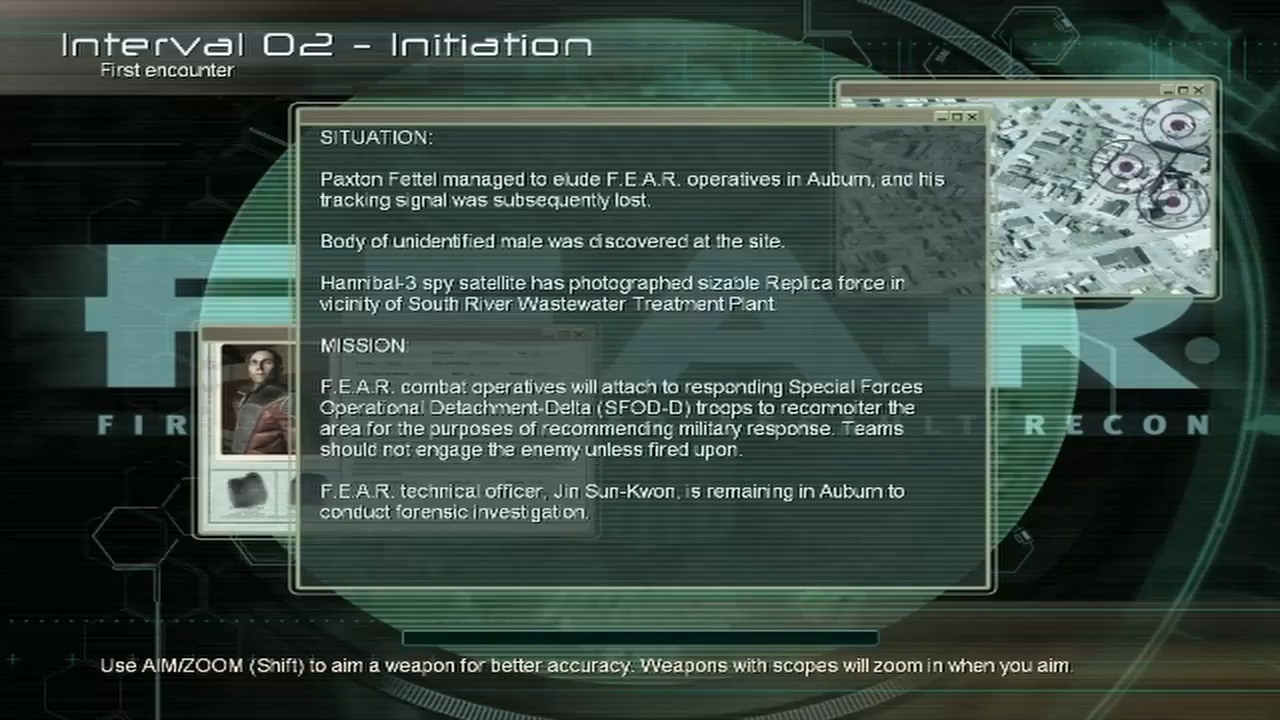 Interval 02 - Initiation
First encounter
SITUATION:
Paxton Fettel managed to elude F.E.A.R. operatives in Auburn, and his
tracking signal was subsequently lost.
Body of unidentified male was discovered at the site.
Hannibal-3 spy satellite has photographed sizable Replica force in
vicinity of South River Wastewater Treatment Plant.
MISSION:
F.E.A.R. combat operatives will attach to responding Special Forces
Operational Detachment-Delta (SFOD-D) troops to reconnoiter the
area for the purposes of recommending military response. Teams
should not engage the enemy unless fired upon.
F.E.A.R. technical officer, Jin Sun-Kwon, is remaining in Auburn to
conduct forensic investigation.
RECON
Use AIM/ZOOM (Shift) to aim a weapon for better accuracy. Weapons with scopes will zoom in when you aim.